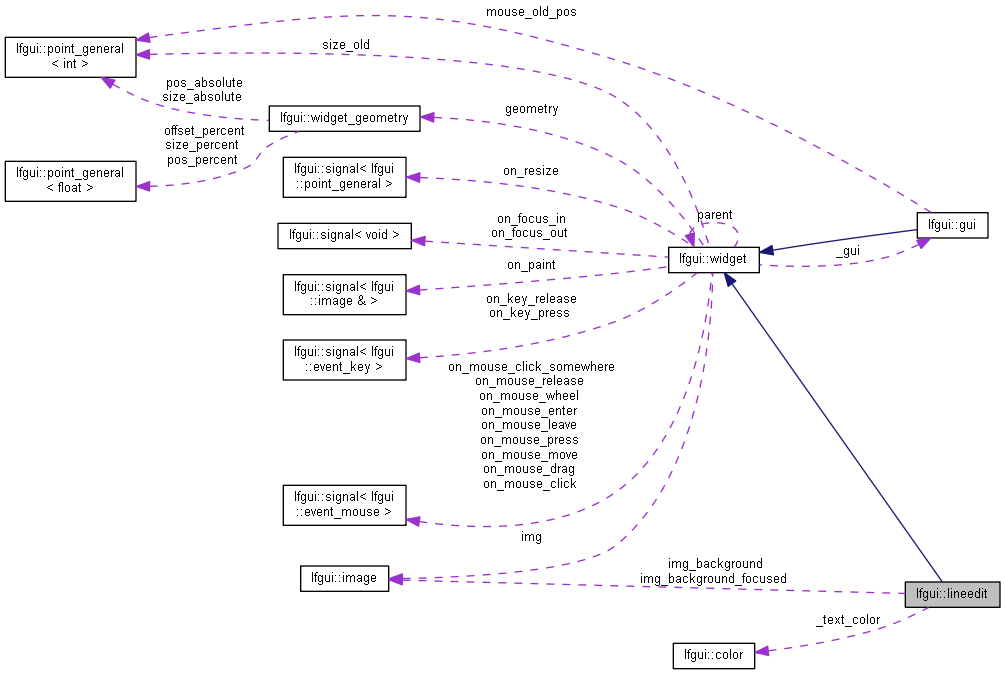 mouse_old_pos
lfgui::point_general
< int >
size_old
pos_absolute
size_absolute
lfgui::widget_geometry
geometry
offset_percent
size_percent
pos_percent
lfgui::point_general
< float >
lfgui::signal< lfgui
::point_general >
on_resize
parent
lfgui::gui
on_focus_in
on_focus_out
lfgui::signal< void >
_gui
lfgui::widget
on_paint
lfgui::signal< lfgui
::image & >
on_key_release
on_key_press
lfgui::signal< lfgui
::event_key >
on_mouse_click_somewhere
on_mouse_release
on_mouse_wheel
on_mouse_enter
on_mouse_leave
on_mouse_press
on_mouse_move
on_mouse_drag
on_mouse_click
lfgui::signal< lfgui
::event_mouse >
img
lfgui::image
img_background
img_background_focused
lfgui::lineedit
_text_color
lfgui::color